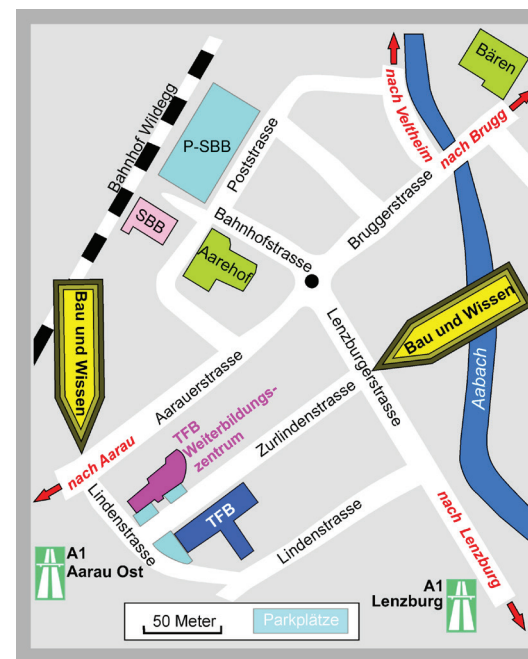 Bären
nach Veltheim
nach Brugg
Bahnhof Wildegg
P-SBB
Poststrasse
SBB
Bahnhofstrasse
Bruggerstrasse
Aarehof
Bau und Wissen
Bau und Wissen
Lenzburgerstrasse
Aabach
Aarauerstrasse
TFB
Weiterbildungs-
zentrum
Zurlindenstrasse
nach Aarau
Lindenstrasse
TFB
Lindenstrasse
nach Lenzburg
A1
Aarau Ost
A1
Lenzburg
50 Meter
Parkplätze